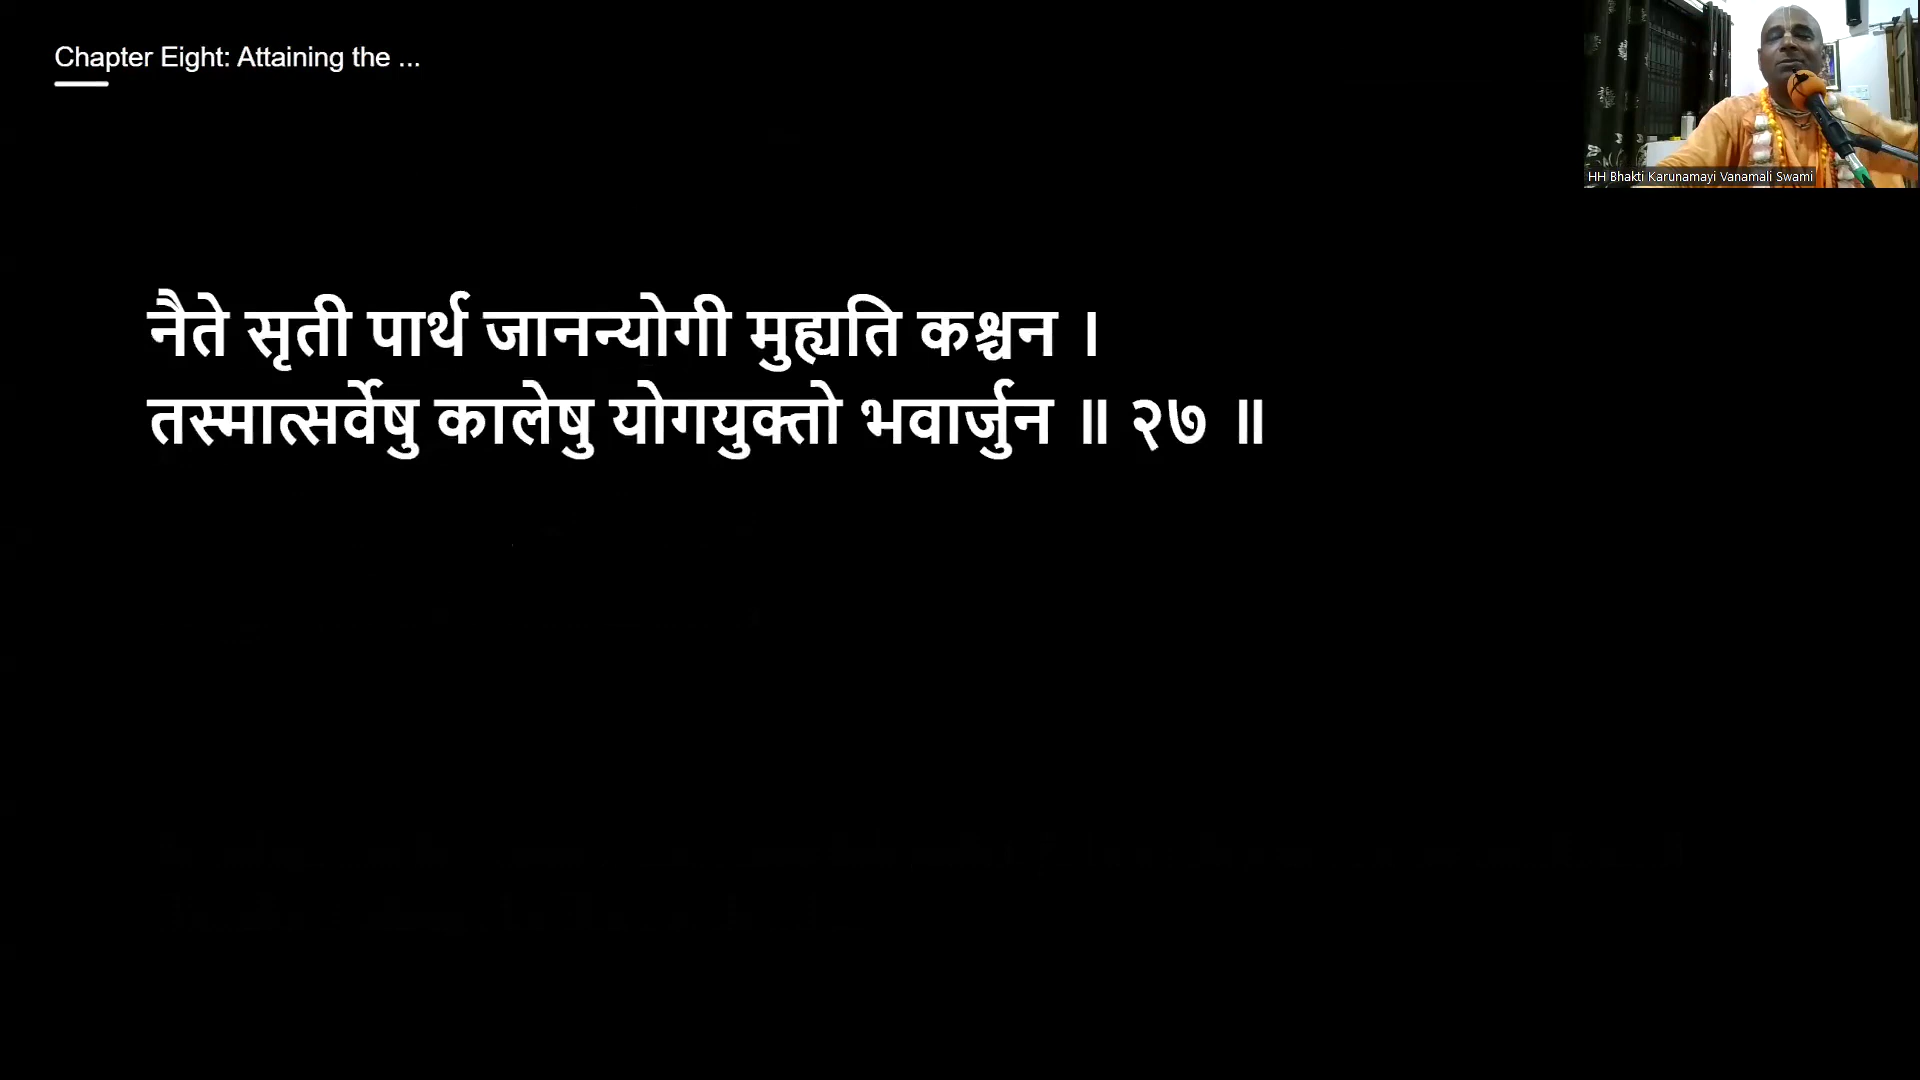 Chapter Eight: Attaining the ...
HH Bhakti Karunamayi Vanamali Swami
नैते सृती पार्थ जानन्योगी मुह्यति कश्चन ।
तस्मात्सर्वेषु कालेषु योगयुक्तो भवार्जुन ॥ २७ ॥